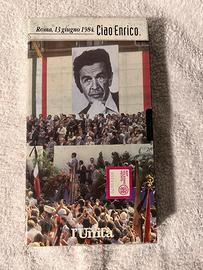 Roma, 13 giugno 1984. Ciao Enrico.
l'Unità